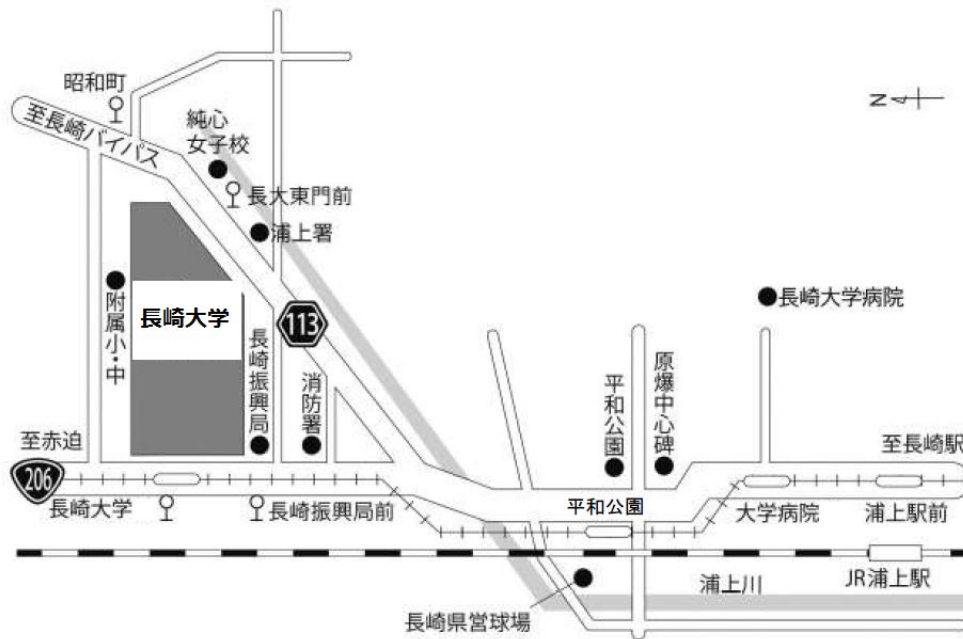 昭和町
至長崎バイパス
純心
女子校
長大東門前
浦上署
N
長崎大学病院
附属小・中
長崎大学
113
長崎振興局
消防署
平和公園
原爆中心碑
至赤迫
206
至長崎駅
長崎大学
長崎振興局前
平和公園
大学病院
浦上駅前
浦上川
JR浦上駅
長崎県営球場